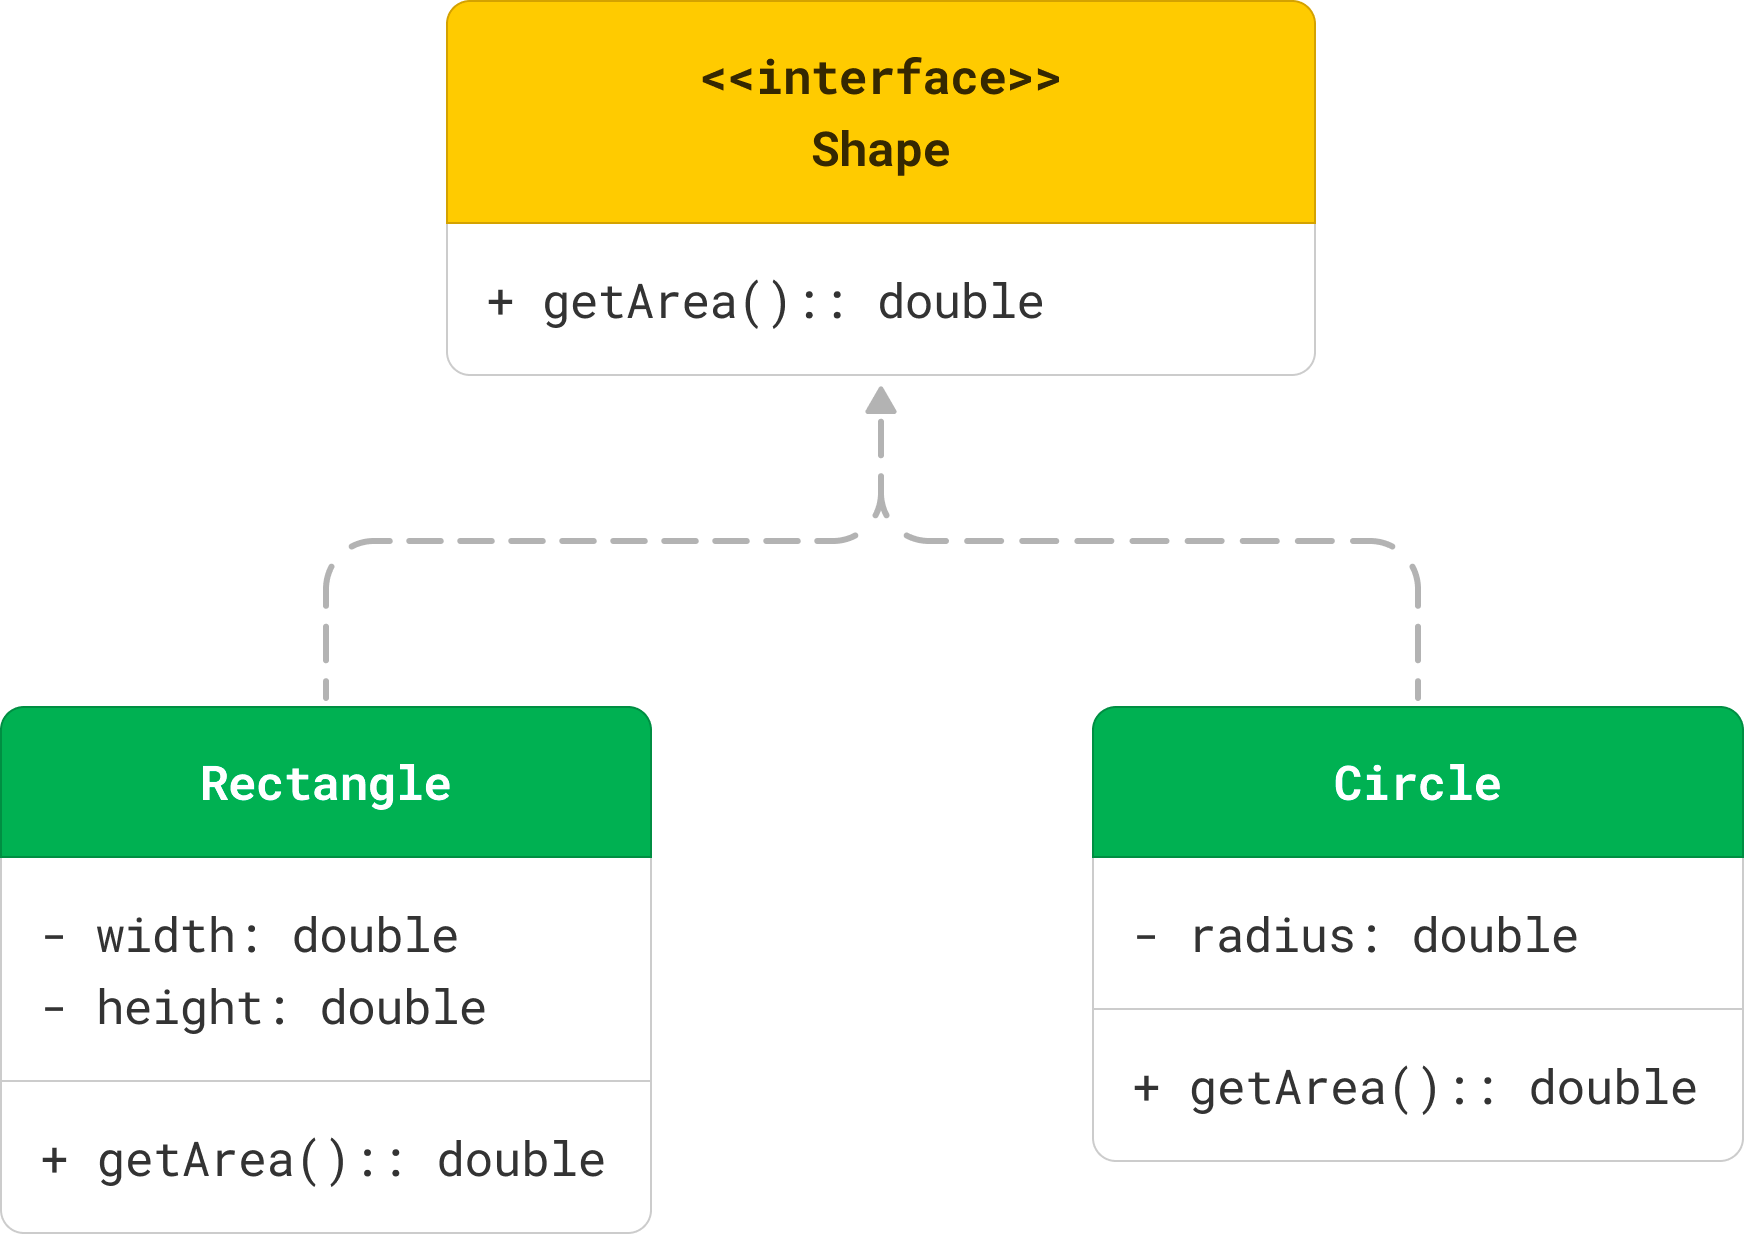 <<interface>>
Shape
+ getArea():: double
Rectangle
- width: double
- height: double
+ getArea():: double
Circle
- radius: double
+ getArea():: double